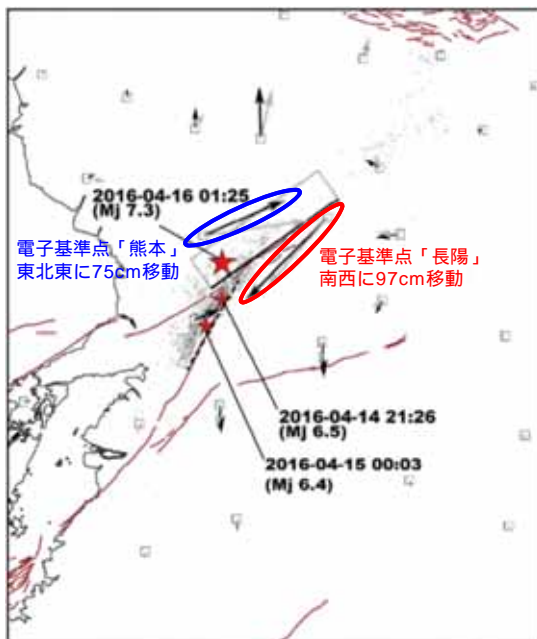 2016-04-16 01:25
(Mj 7.3)
電子基準点「熊本」
東北東に75cm移動
電子基準点「長陽」
南西に97cm移動
2016-04-14 21:26
(Mj 6.5)
2016-04-15 00:03
(Mj 6.4)